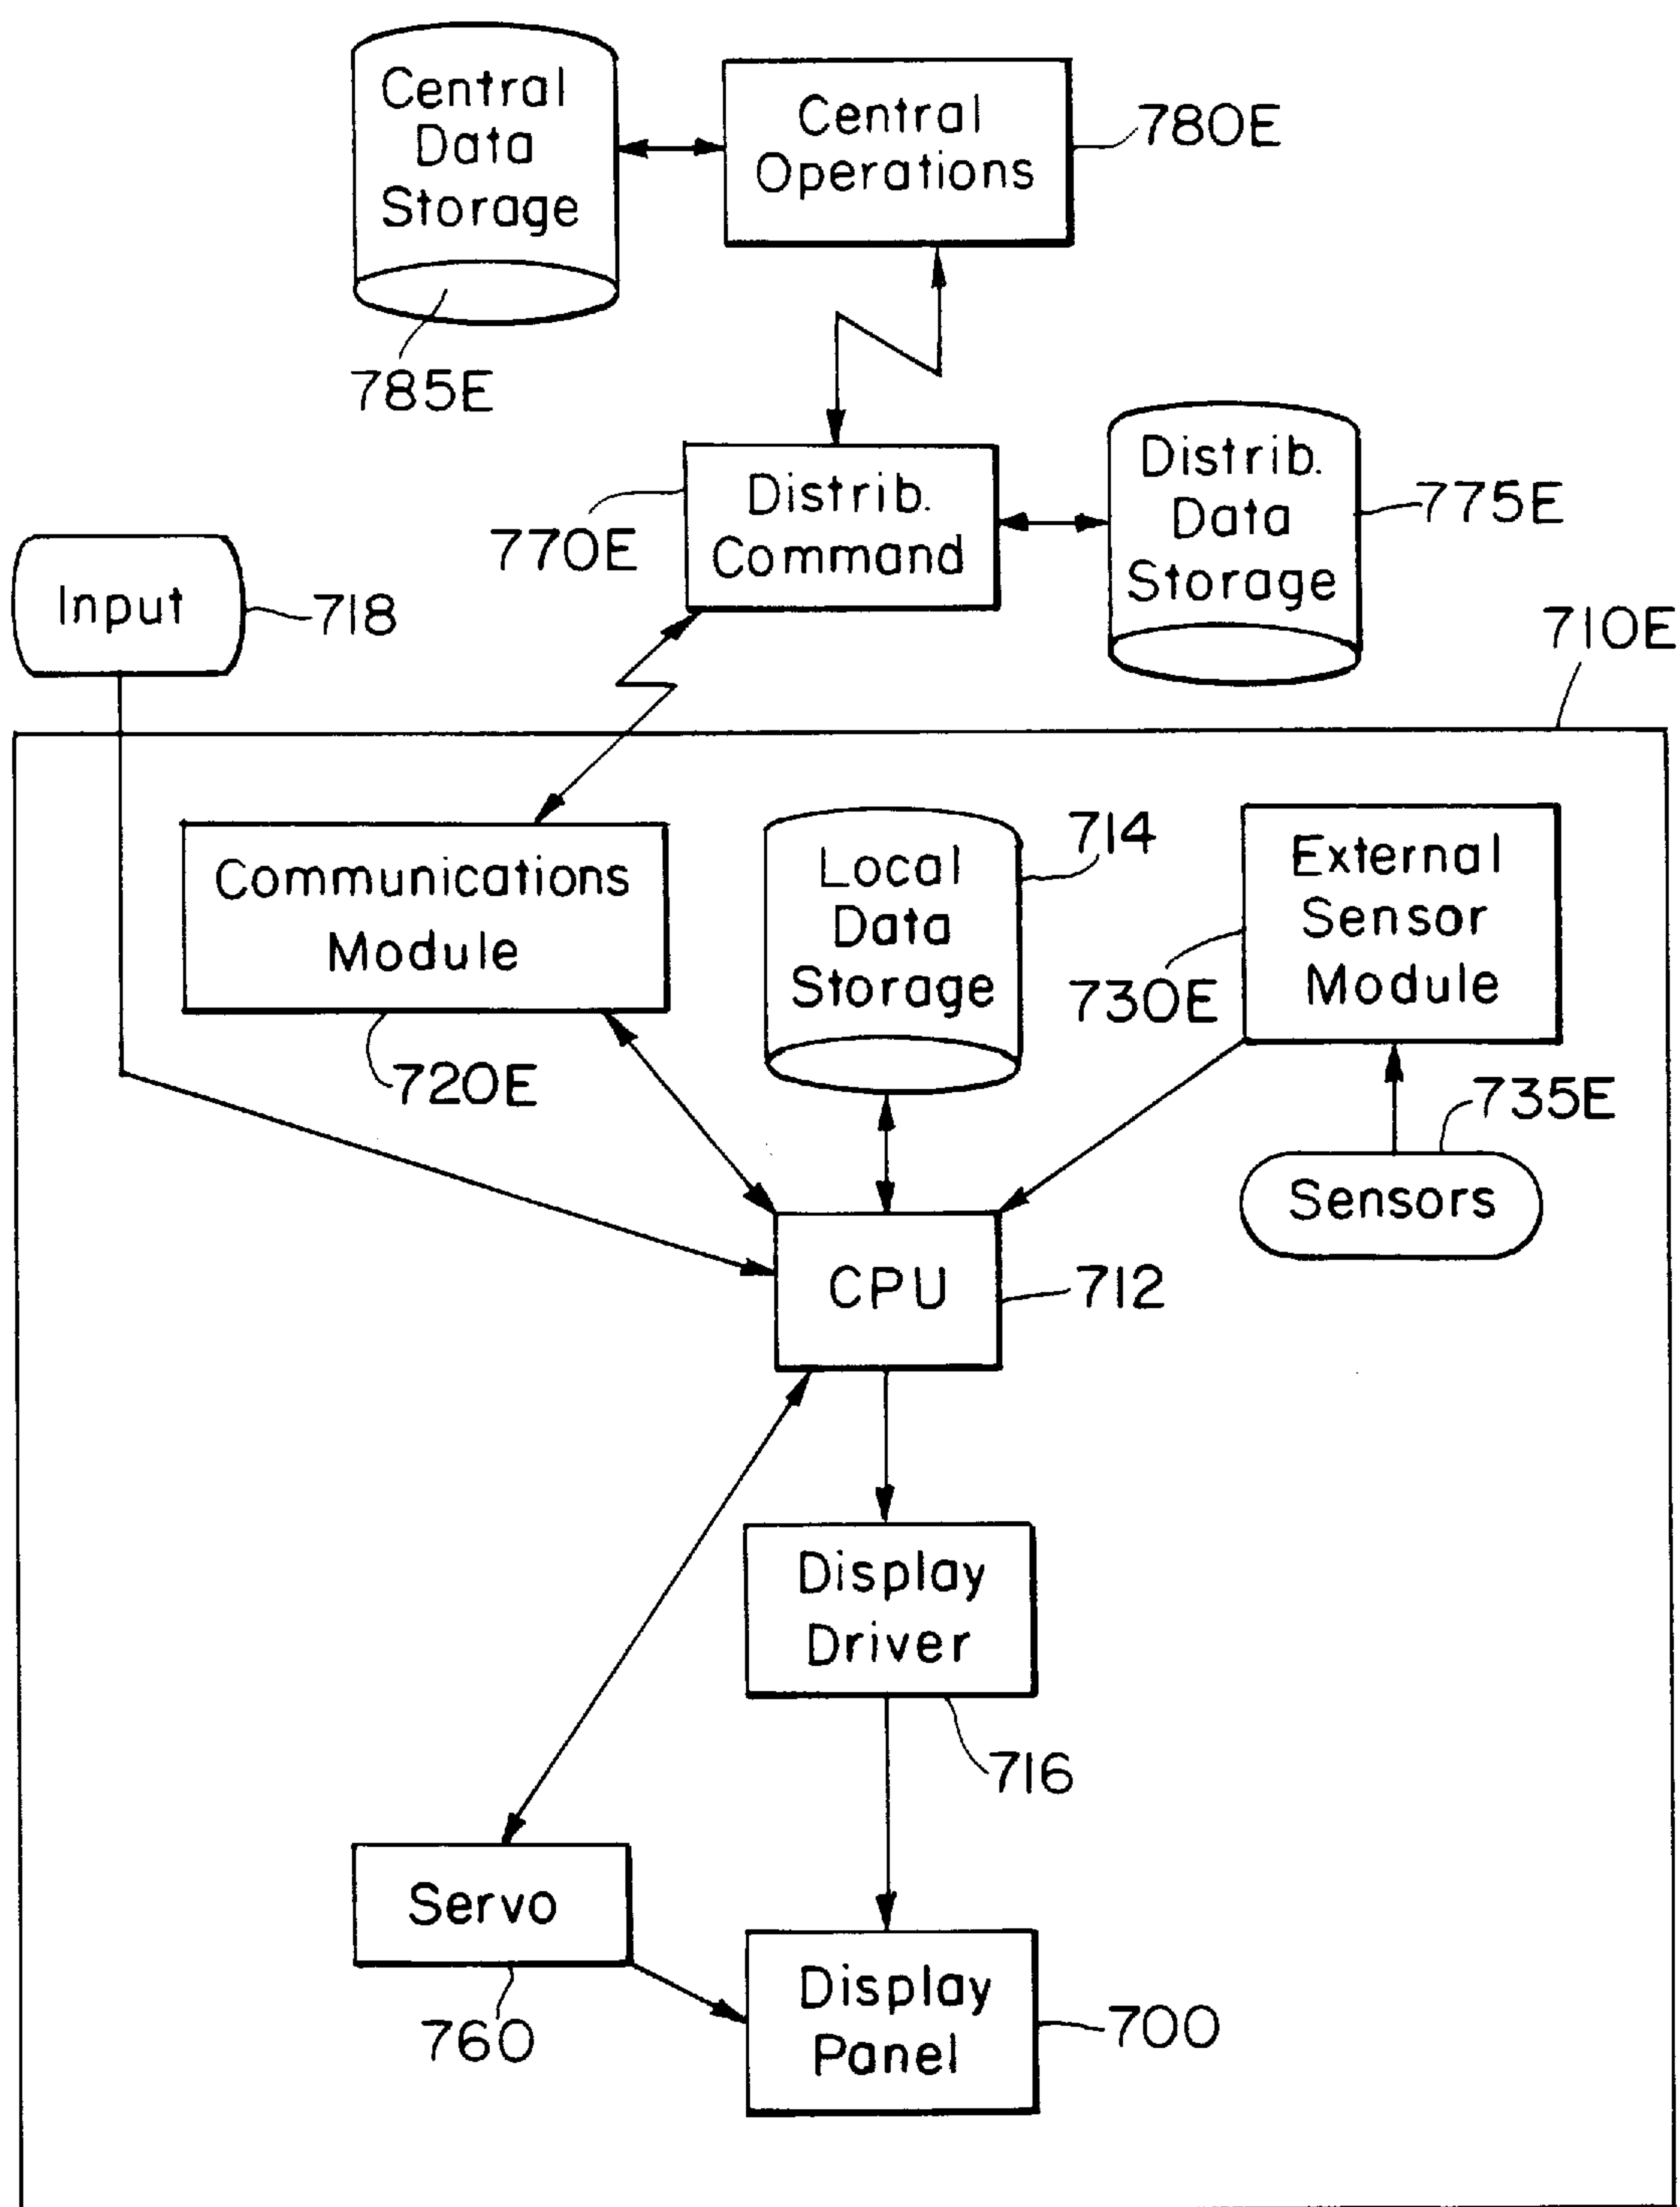 Central
Data
Storage
Central
Operations
780E
785E
Distrib.
Command
770E
Distrib.
Data
Storage
775E
Input
718
710E
Communications
Module
720E
Local
Data
Storage
714
External
Sensor
Module
730E
735E
Sensors
CPU
712
Display
Driver
716
Servo
760
Display
Panel
700